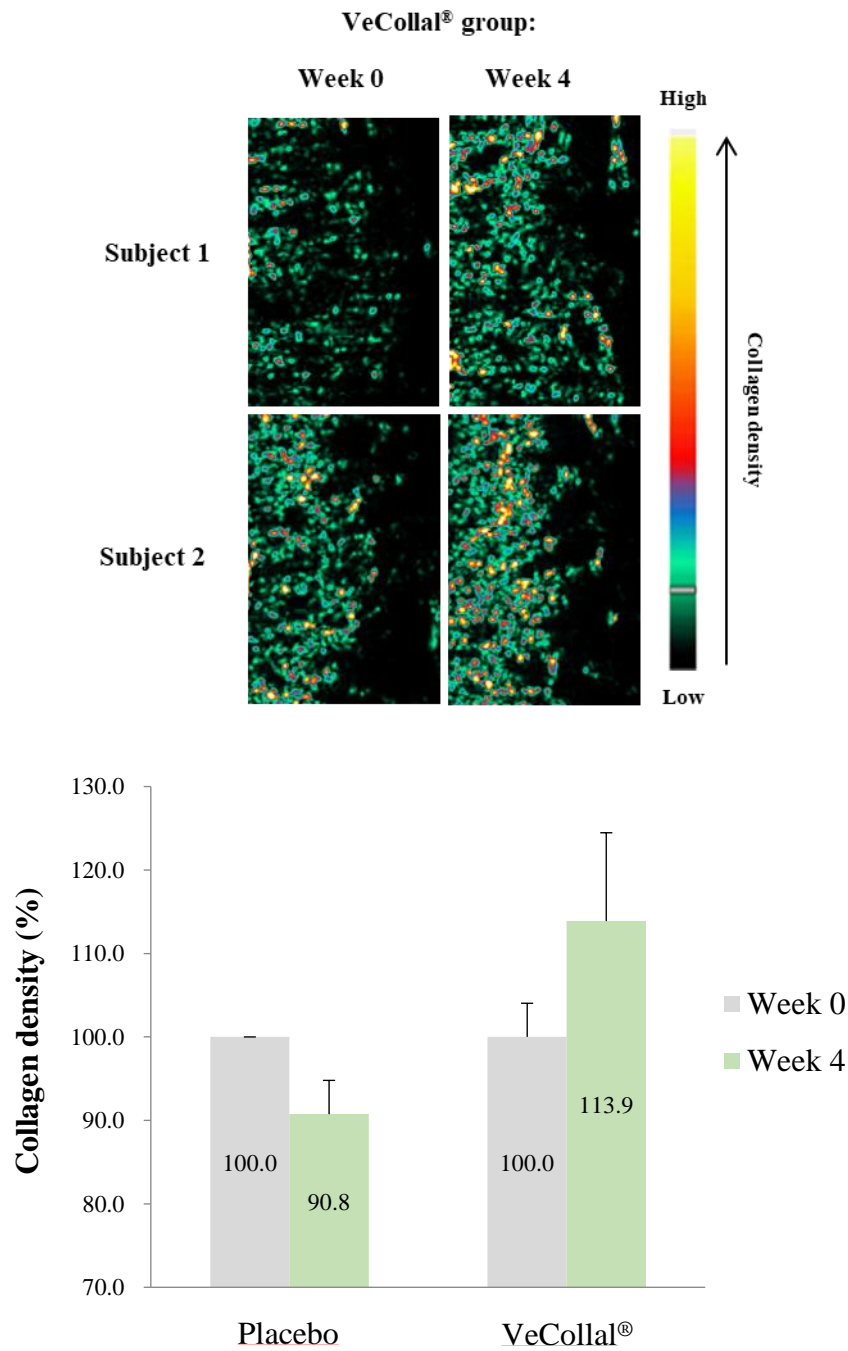 VeCollal® group:
Week 0 Week 4
High
Subject 1
Collagen density
Subject 2
Low
130.0
120.0
110.0
100.0
90.0
80.0
70.0
Collagen density (%)
100.0
90.8
100.0
113.9
Week 0
Week 4
Placebo VeCollal®